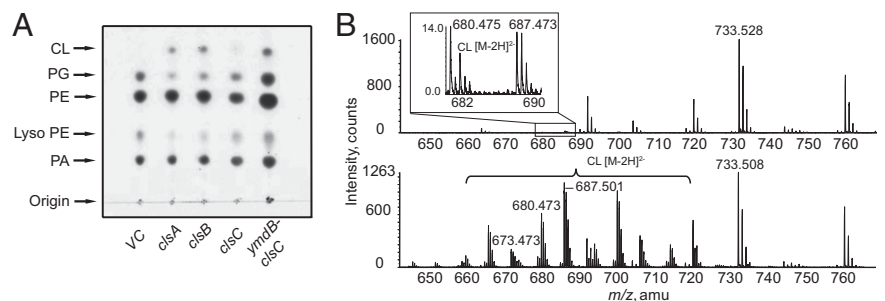 A
CL
PG
PE
Lyso PE
PA
Origin
VC
clsA
clsB
clsC
ymdB-
clsC
B
Intensity, counts
14.0
0.0
680.475
687.473
CL [M-2H]²⁻
682
690
1600
800
0
733.528
650 660 670 680 690 700 710 720 730 740 750 760
1263
600
0
CL [M-2H]²⁻
733.508
687.501
680.473
673.473
650 660 670 680 690 700 710 720 730 740 750 760
m/z, amu